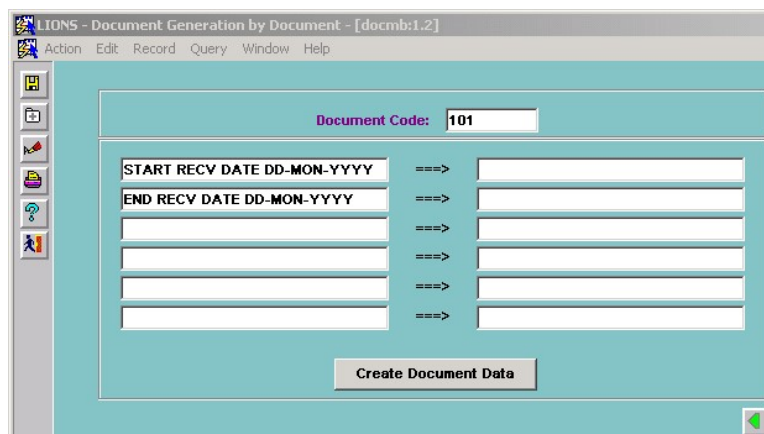 LIONS - Document Generation by Document - [docmb:1.2]
Action Edit Record Query Window Help
Document Code: 101
START RECV DATE DD-MON-YYYY ===>
END RECV DATE DD-MON-YYYY ===>
===>
===>
===>
===>
Create Document Data